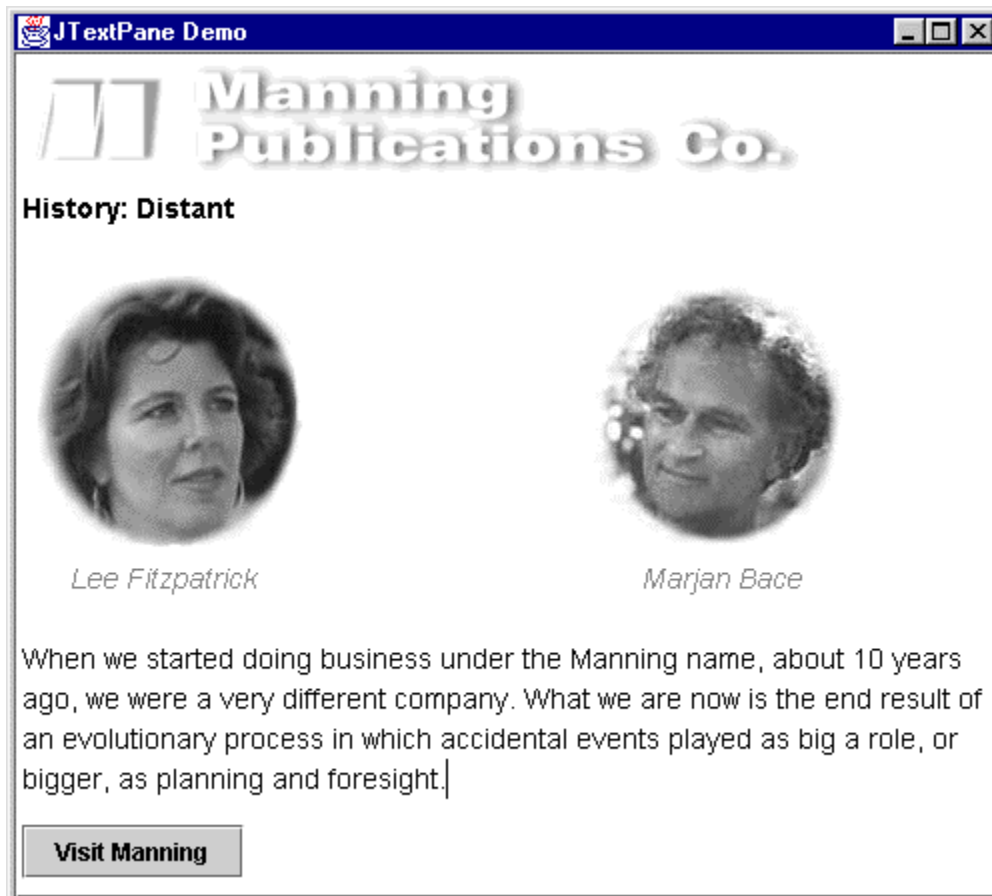 JTextPane Demo
Manning
Publications Co.
History: Distant
Lee Fitzpatrick
Marjan Bace
When we started doing business under the Manning name, about 10 years
ago, we were a very different company. What we are now is the end result of
an evolutionary process in which accidental events played as big a role, or
bigger, as planning and foresight.
Visit Manning